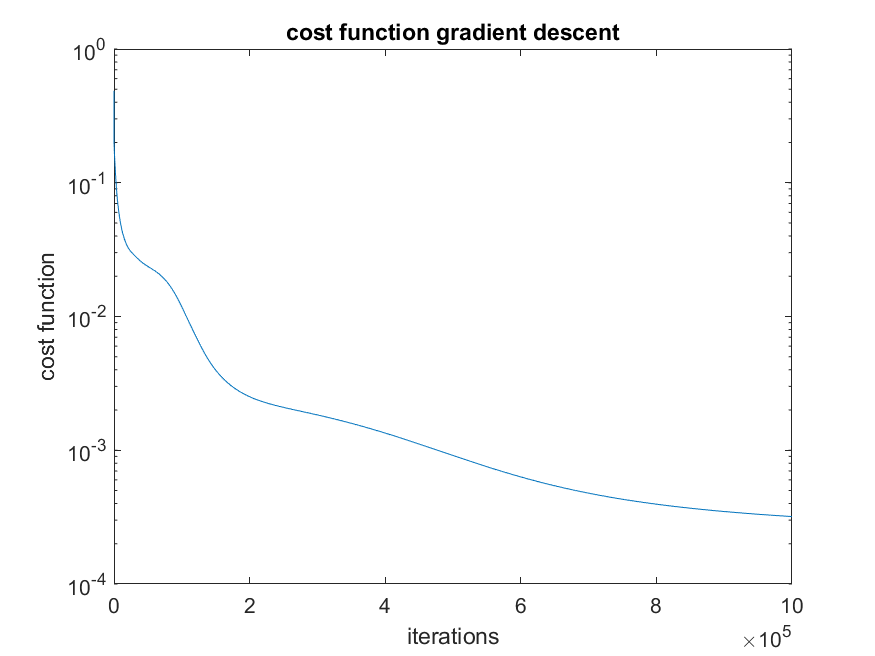 cost function gradient descent
10^0
10^-1
10^-2
10^-3
10^-4
cost function
0 2 4 6 8 10
×10^5
iterations